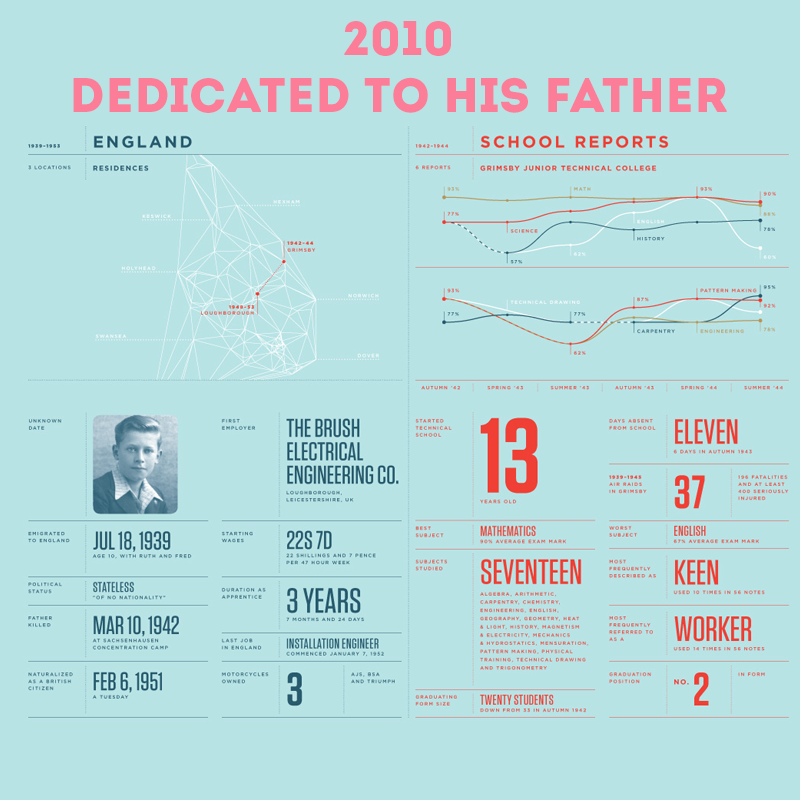 2010
DEDICATED TO HIS FATHER
1939-1953
ENGLAND
3 LOCATIONS
RESIDENCES
HEXHAM
KESWICK
1942-44
GRIMSBY
HOLYHEAD
LOUGHBOROUGH
NORWICH
SWANSEA
DOVER
UNKNOWN
DATE
FIRST
EMPLOYER
THE BRUSH
ELECTRICAL
ENGINEERING CO.
LOUGHBOROUGH,
LEICESTERSHIRE, UK
EMIGRATED
TO ENGLAND
JUL 18, 1939
AGE 10, WITH RUTH AND FRED
STARTING
WAGES
22S 7D
22 SHILLINGS AND 7 PENCE
PER 47 HOUR WEEK
POLITICAL
STATUS
STATELESS
"OF NO NATIONALITY"
DURATION AS
APPRENTICE
3 YEARS
7 MONTHS AND 24 DAYS
FATHER
KILLED
MAR 10, 1942
AT SACHSENHAUSEN
CONCENTRATION CAMP
LAST JOB
IN ENGLAND
INSTALLATION ENGINEER
COMMENCED JANUARY 7, 1952
NATURALIZED
AS A BRITISH
CITIZEN
FEB 6, 1951
A TUESDAY
MOTORCYCLES
OWNED
3
AJS, BSA
AND TRIUMPH
1942-1944
SCHOOL REPORTS
6 REPORTS
GRIMSBY JUNIOR TECHNICAL COLLEGE
93%
MATH
93%
90%
77%
SCIENCE
ENGLISH
HISTORY
78%
57%
93%
TECHNICAL DRAWING
87%
PATTERN MAKING
95%
92%
77%
77%
CARPENTRY
ENGINEERING
62%
AUTUMN '42
SPRING '43
SUMMER '43
AUTUMN '43
SPRING '44
SUMMER '44
STARTED
TECHNICAL
SCHOOL
13
YEARS OLD
DAYS ABSENT
FROM SCHOOL
ELEVEN
6 DAYS IN AUTUMN 1943
1939-1945
AIR RAIDS
IN GRIMSBY
37
FATALITIES
AND AT LEAST
400 SERIOUSLY
INJURED
BEST
SUBJECT
MATHEMATICS
90% AVERAGE EXAM MARK
WORST
SUBJECT
ENGLISH
67% AVERAGE EXAM MARK
SUBJECTS
STUDIED
SEVENTEEN
ALGEBRA, ARITHMETIC,
CARPENTRY, CHEMISTRY,
ENGINEERING, ENGLISH,
GEOGRAPHY, GEOMETRY, HEAT
& LIGHT, HISTORY, MAGNETISM
& ELECTRICITY, MECHANICS
& HYDROSTATICS, MENSURATION,
PATTERN MAKING, PHYSICAL
TRAINING, TECHNICAL DRAWING
AND TRIGONOMETRY
MOST
FREQUENTLY
DESCRIBED AS
KEEN
USED 10 TIMES IN 56 NOTES
MOST
FREQUENTLY
REFERRED TO
AS A
WORKER
USED 14 TIMES IN 56 NOTES
GRADUATING
FORM SIZE
TWENTY STUDENTS
DOWN FROM 33 IN AUTUMN 1942
GRADUATION
POSITION
NO. 2
IN FORM